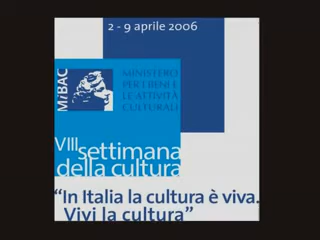 2 - 9 aprile 2006
MiBAC
MINISTERO
PER I BENI E
LE ATTIVITÀ
CULTURALI
VIII settimana
della cultura
“In Italia la cultura è viva.
Vivi la cultura”